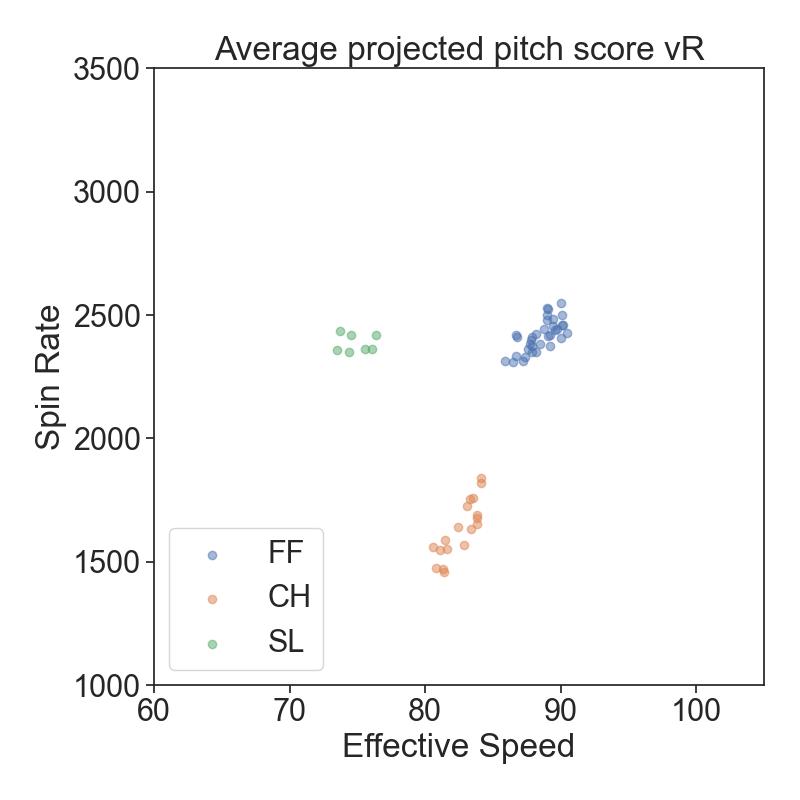 Average projected pitch score vR
3500
3000
2500
2000
1500
1000
Spin Rate
FF
CH
SL
60 70 80 90 100
Effective Speed